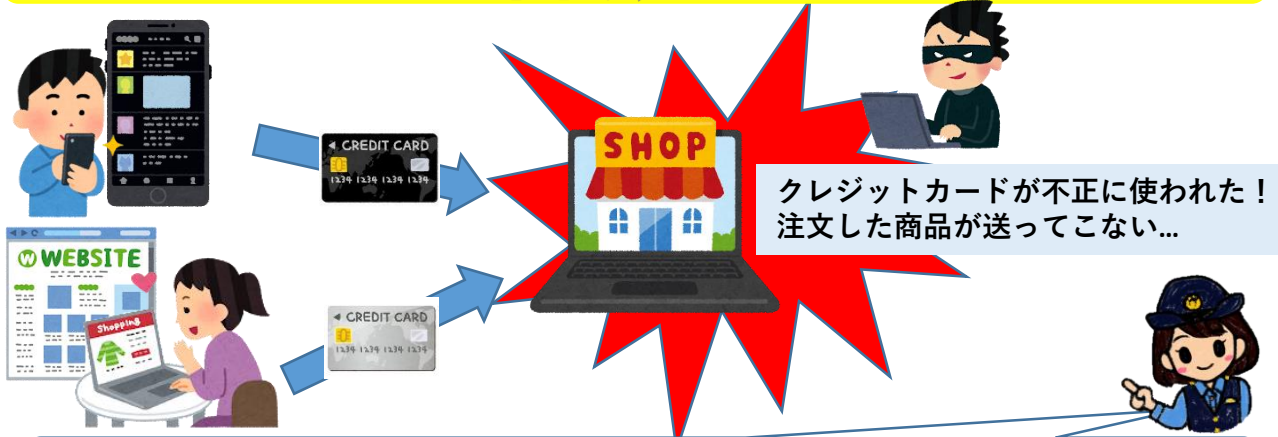 CREDIT CARD
1234 1234 1234 1234
SHOP
クレジットカードが不正に使われた！
注文した商品が送ってこない…
W WEBSITE
Shopping
CREDIT CARD
1234 1234 1234 1234